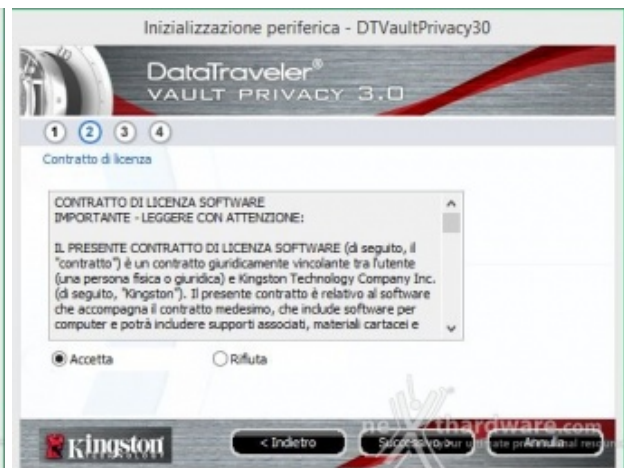 Inizializzazione periferica - DTVaultPrivacy30
DataTraveler®
VAULT PRIVACY 3.0
1 2 3 4
Contratto di licenza
CONTRATTO DI LICENZA SOFTWARE
IMPORTANTE - LEGGERE CON ATTENZIONE:
IL PRESENTE CONTRATTO DI LICENZA SOFTWARE (di seguito, il
"contratto") è un contratto giuridicamente vincolante tra l'utente
(una persona fisica o giuridica) e Kingston Technology Company Inc.
(di seguito, "Kingston"). Il presente contratto è relativo al software
che accompagna il contratto medesimo, che include software per
computer e potrà includere supporti associati, materiali cartacei e
Accetta Rifiuta
Kingston
TECHNOLOGY
< Indietro Successivo > Annulla